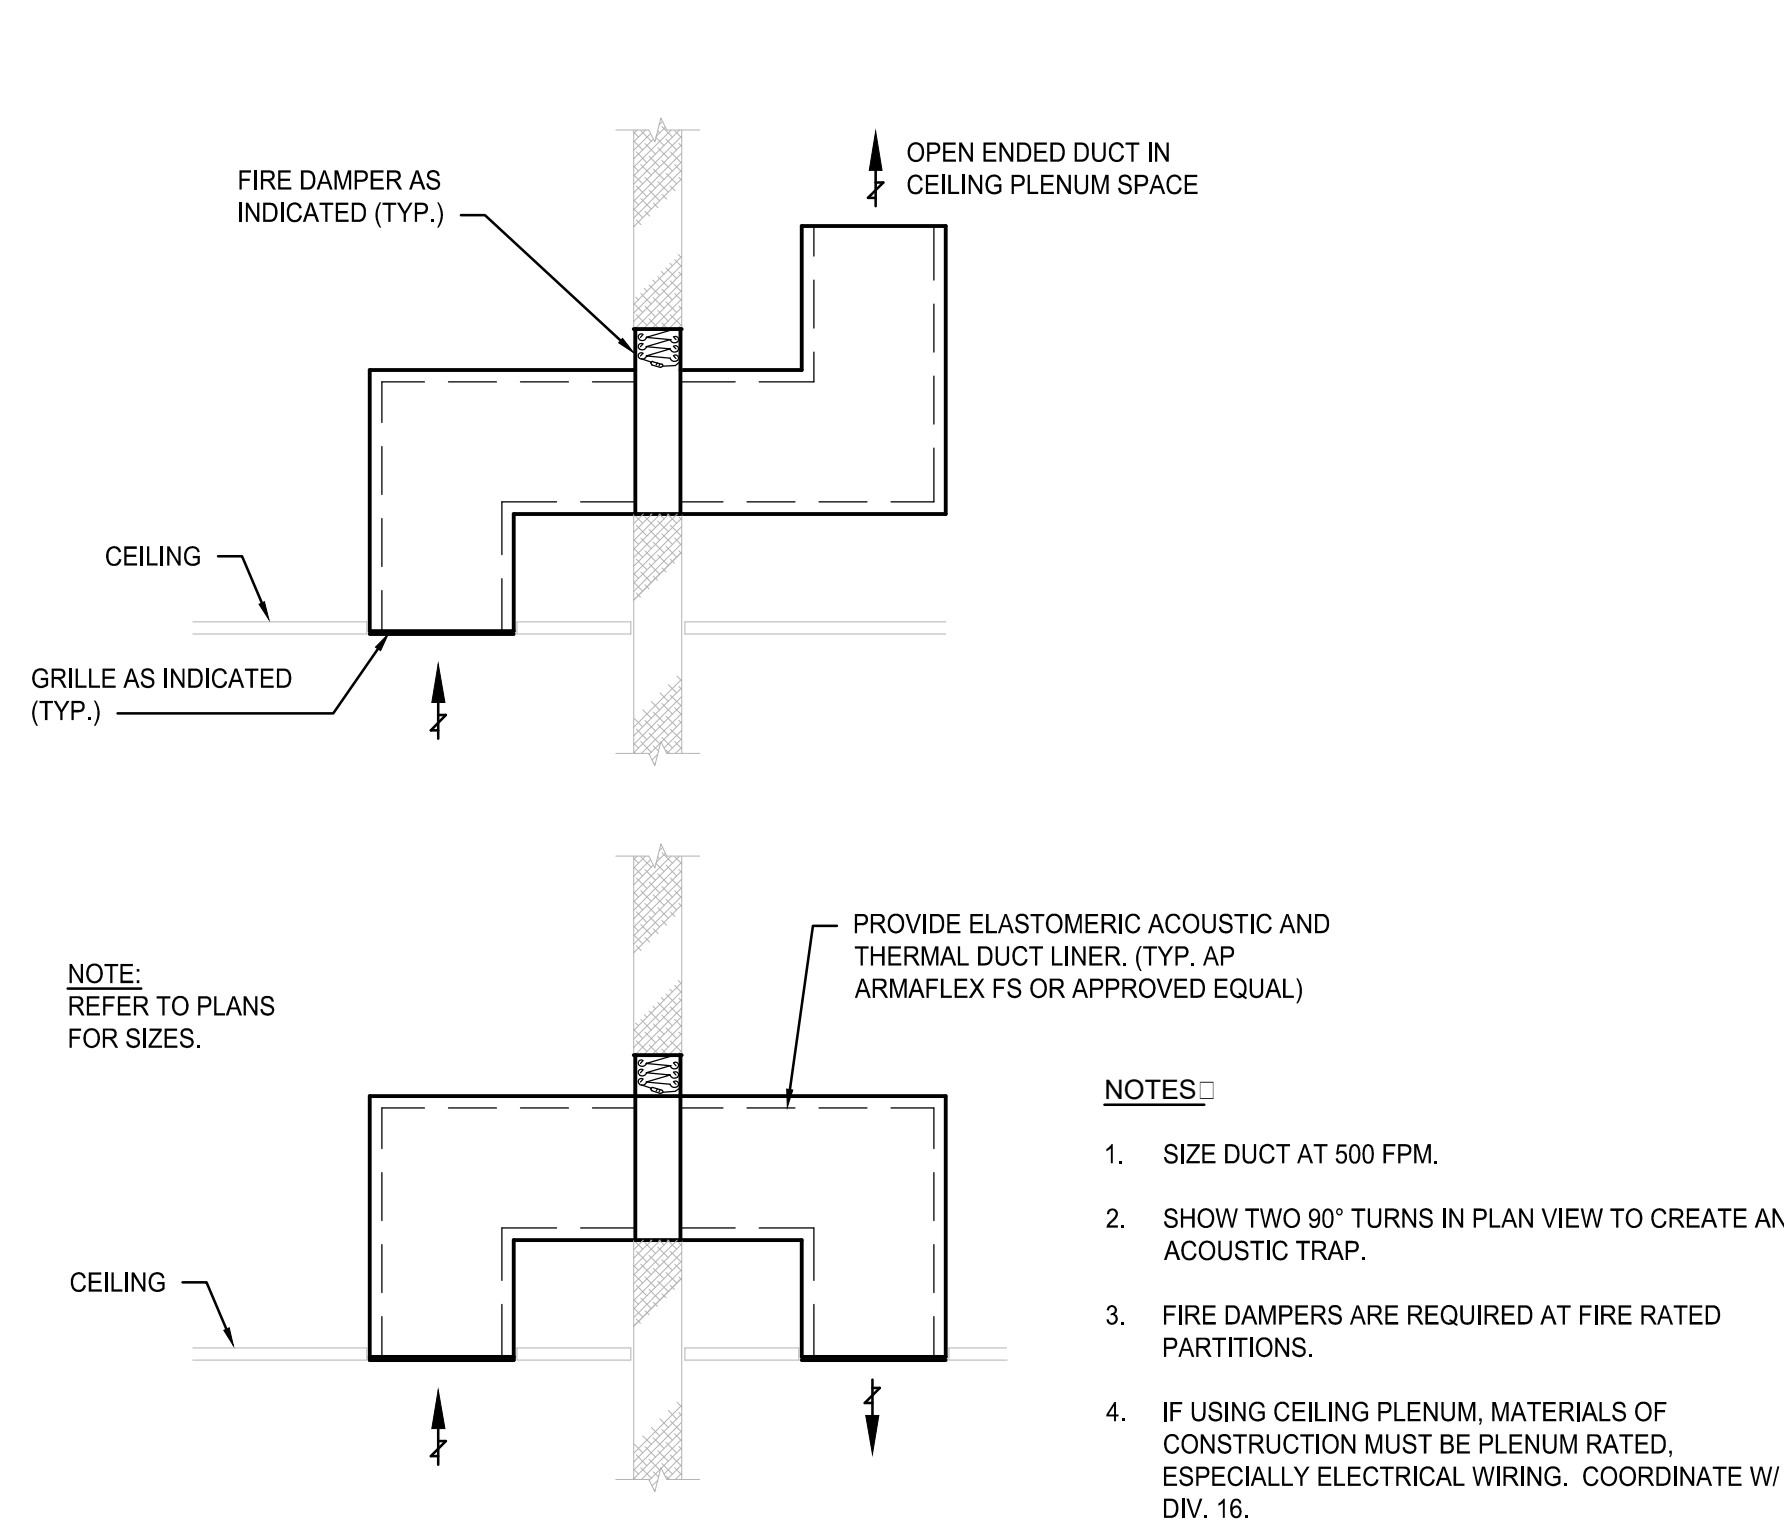 OPEN ENDED DUCT IN
CEILING PLENUM SPACE
FIRE DAMPER AS
INDICATED (TYP.)
CEILING
GRILLE AS INDICATED
(TYP.)
PROVIDE ELASTOMERIC ACOUSTIC AND
THERMAL DUCT LINER. (TYP. AP
ARMAFLEX FS OR APPROVED EQUAL)
NOTE:
REFER TO PLANS
FOR SIZES.
CEILING
NOTES□
1. SIZE DUCT AT 500 FPM.
2. SHOW TWO 90° TURNS IN PLAN VIEW TO CREATE AN
ACOUSTIC TRAP.
3. FIRE DAMPERS ARE REQUIRED AT FIRE RATED
PARTITIONS.
4. IF USING CEILING PLENUM, MATERIALS OF
CONSTRUCTION MUST BE PLENUM RATED,
ESPECIALLY ELECTRICAL WIRING. COORDINATE W/
DIV. 16.